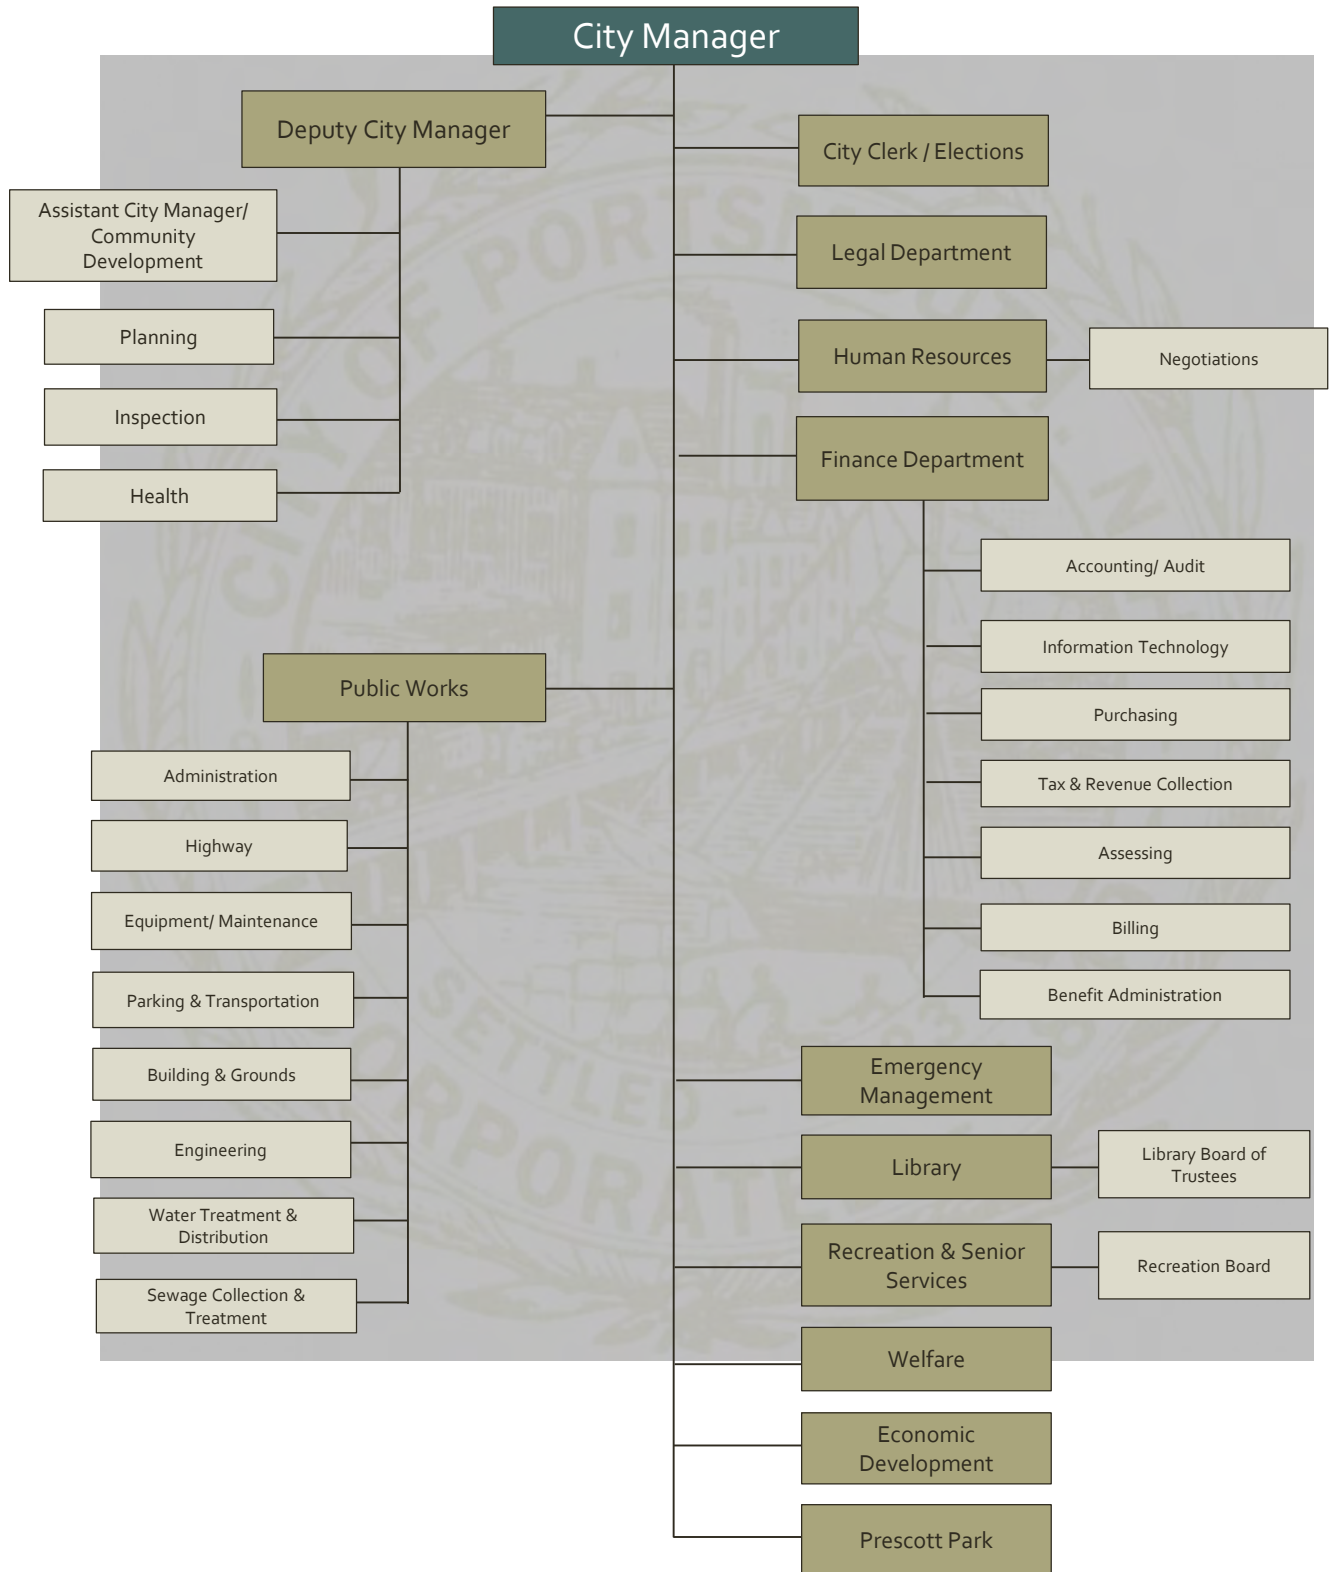 City Manager
Deputy City Manager
Assistant City Manager/
Community
Development
Planning
Inspection
Health
City Clerk / Elections
Legal Department
Human Resources
Negotiations
Finance Department
Accounting/ Audit
Information Technology
Purchasing
Tax & Revenue Collection
Assessing
Billing
Benefit Administration
Public Works
Administration
Highway
Equipment/ Maintenance
Parking & Transportation
Building & Grounds
Engineering
Water Treatment &
Distribution
Sewage Collection &
Treatment
Emergency
Management
Library
Library Board of
Trustees
Recreation & Senior
Services
Recreation Board
Welfare
Economic
Development
Prescott Park
CITY OF
SETTLED